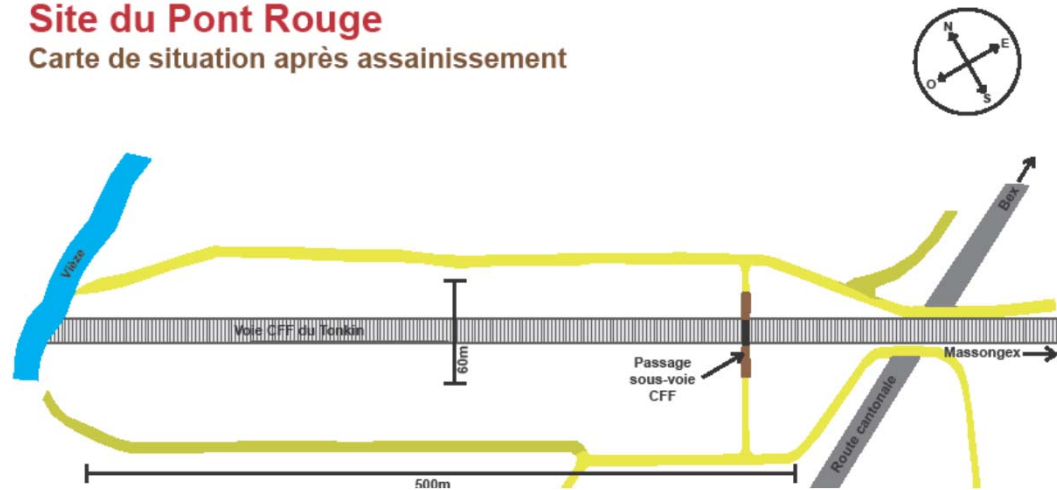 Site du Pont Rouge
Carte de situation après assainissement
N
E
O
S
Bex
Vièze
Voie CFF du Tonkin
60m
Passage
sous-voie
CFF
Massongex
Route cantonale
500m